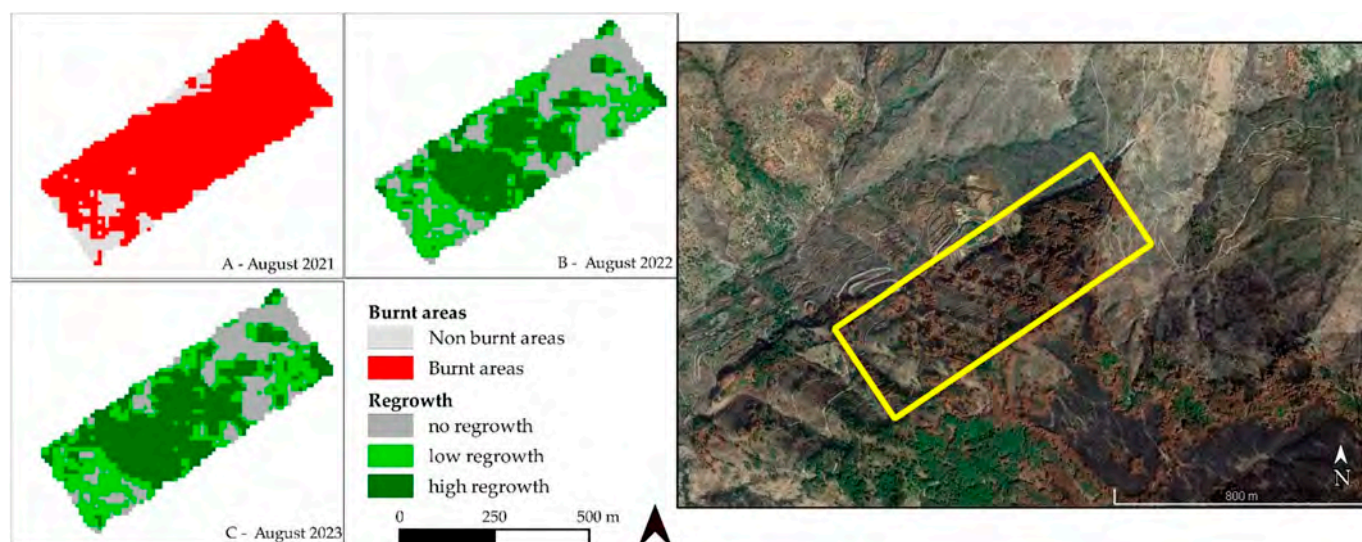 A - August 2021
B - August 2022
C - August 2023
Burnt areas
Non burnt areas
Burnt areas
Regrowth
no regrowth
low regrowth
high regrowth
0 250 500 m
N
800 m